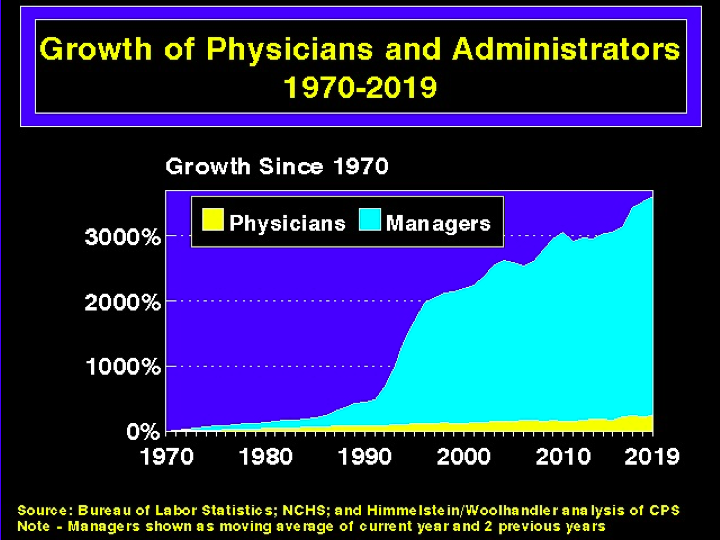 Growth of Physicians and Administrators
1970-2019
Growth Since 1970
Physicians Managers
3000%
2000%
1000%
0%
1970 1980 1990 2000 2010 2019
Source: Bureau of Labor Statistics; NCHS; and Himmelstein/Woolhandler analysis of CPS
Note - Managers shown as moving average of current year and 2 previous years